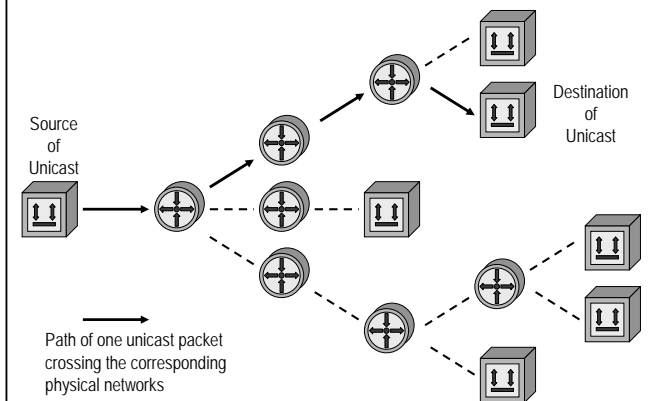 Source
of
Unicast
Destination
of
Unicast
Path of one unicast packet
crossing the corresponding
physical networks